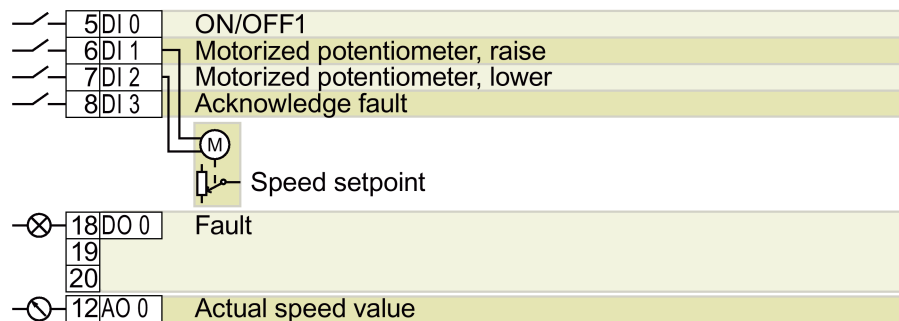 5 DI 0 ON/OFF1
6 DI 1 Motorized potentiometer, raise
7 DI 2 Motorized potentiometer, lower
8 DI 3 Acknowledge fault
M
Speed setpoint
18 DO 0 Fault
19
20
12 AO 0 Actual speed value